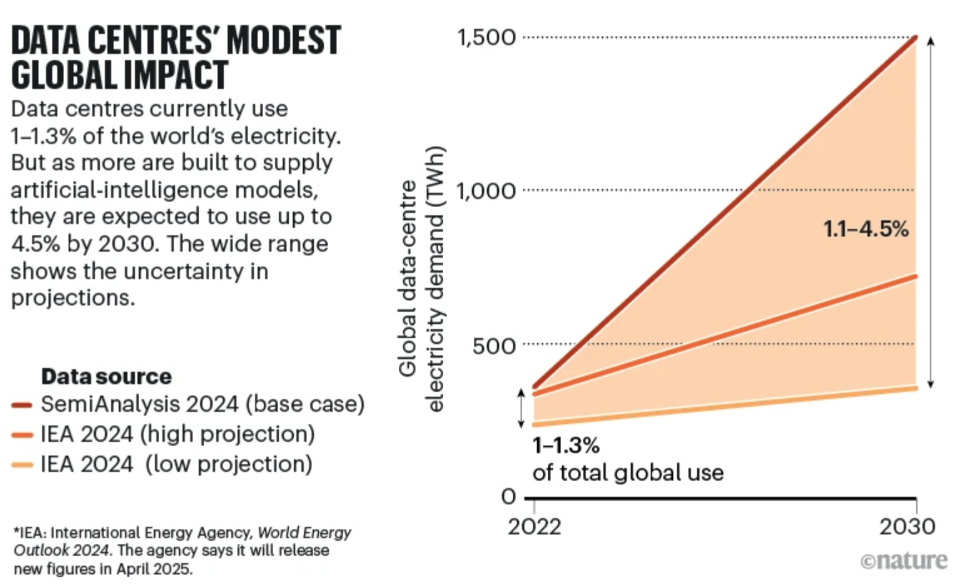 DATA CENTRES’ MODEST
GLOBAL IMPACT
Data centres currently use
1–1.3% of the world’s electricity.
But as more are built to supply
artificial-intelligence models,
they are expected to use up to
4.5% by 2030. The wide range
shows the uncertainty in
projections.
Data source
SemiAnalysis 2024 (base case)
IEA 2024 (high projection)
IEA 2024 (low projection)
*IEA: International Energy Agency, World Energy
Outlook 2024. The agency says it will release
new figures in April 2025.
Global data-centre
electricity demand (TWh)
1,500
1,000
500
0
1.1–4.5%
1–1.3%
of total global use
2022
2030
©nature